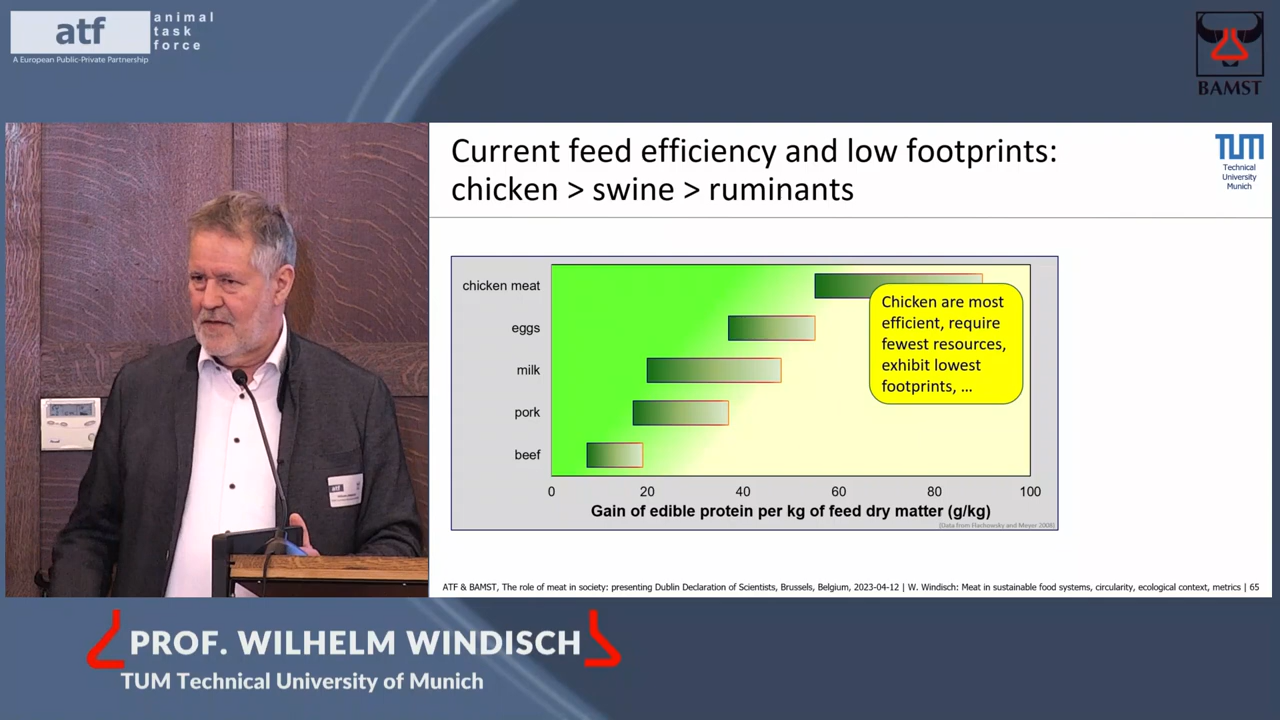 atf
animal
task
force
A European Public-Private Partnership
BAMST
Current feed efficiency and low footprints:
chicken > swine > ruminants
TUM
Technical
University
Munich
chicken meat
eggs
milk
pork
beef
Chicken are most
efficient, require
fewest resources,
exhibit lowest
footprints, ...
0 20 40 60 80 100
Gain of edible protein per kg of feed dry matter (g/kg)
[Data from Flachowsky and Meyer 2008]
atf
ATF & BAMST, The role of meat in society: presenting Dublin Declaration of Scientists, Brussels, Belgium, 2023-04-12 | W. Windisch: Meat in sustainable food systems, circularity, ecological context, metrics | 65
PROF. WILHELM WINDISCH
TUM Technical University of Munich